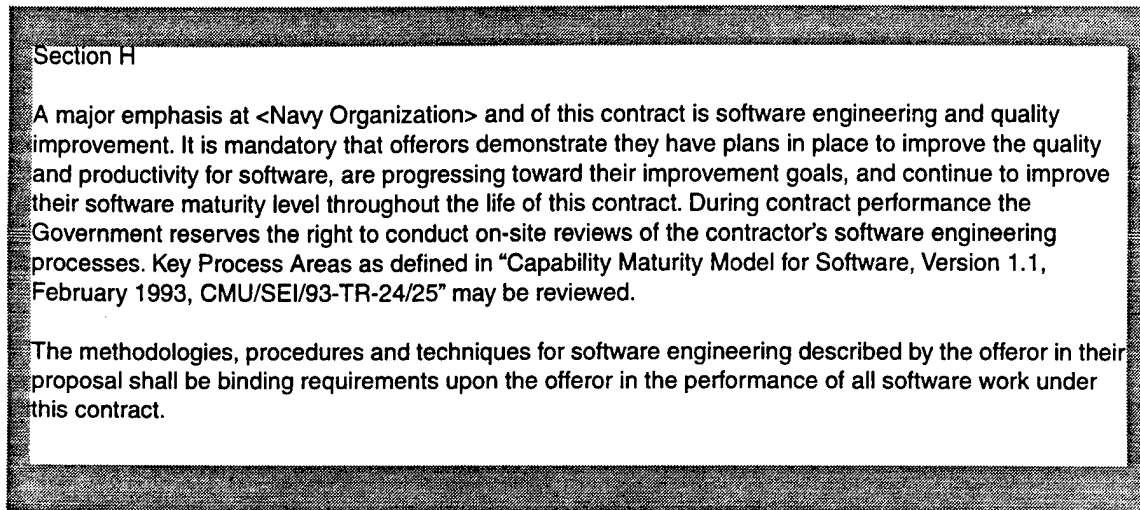 Section H
A major emphasis at <Navy Organization> and of this contract is software engineering and quality
improvement. It is mandatory that offerors demonstrate they have plans in place to improve the quality
and productivity for software, are progressing toward their improvement goals, and continue to improve
their software maturity level throughout the life of this contract. During contract performance the
Government reserves the right to conduct on-site reviews of the contractor's software engineering
processes. Key Process Areas as defined in “Capability Maturity Model for Software, Version 1.1,
February 1993, CMU/SEI/93-TR-24/25” may be reviewed.
The methodologies, procedures and techniques for software engineering described by the offeror in their
proposal shall be binding requirements upon the offeror in the performance of all software work under
this contract.